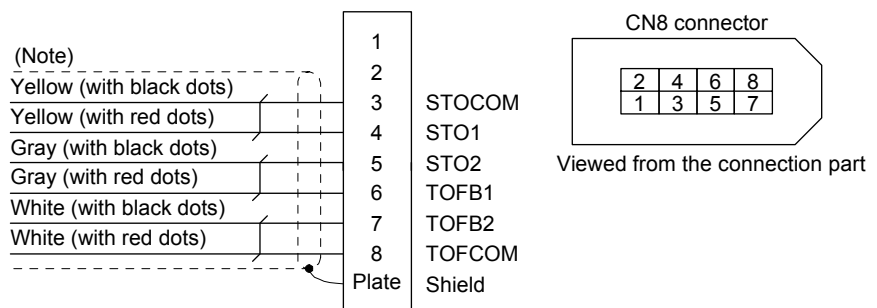 (Note)
Yellow (with black dots)
Yellow (with red dots)
Gray (with black dots)
Gray (with red dots)
White (with black dots)
White (with red dots)
1
2
3 STOCOM
4 STO1
5 STO2
6 TOFB1
7 TOFB2
8 TOFCOM
Plate Shield
CN8 connector
2 4 6 8
1 3 5 7
Viewed from the connection part